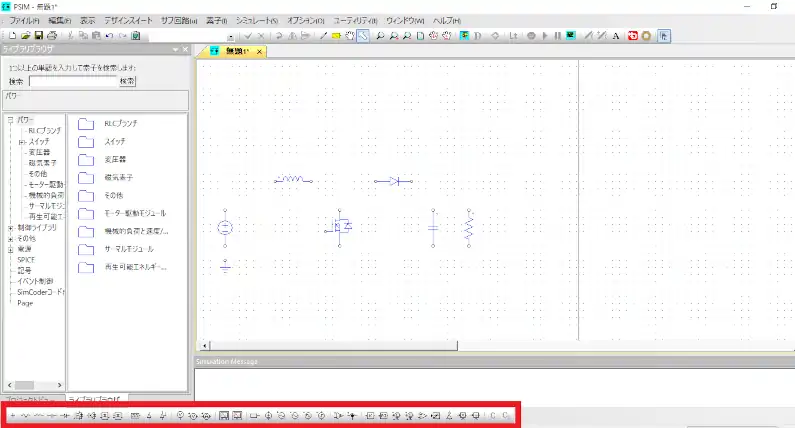 PSIM - 無題1*
ファイル(F) 編集(E) 表示 デザインスイート サブ回路(u) 素子(l) シミュレート(S) オプション(O) ユーティリティ(U) ウィンドウ(W) ヘルプ(H)
ライブラリブラウザ
無題1*
1つ以上の単語を入力して素子を検索します:
検索: 検索
パワー
パワー
RLCブランチ
スイッチ
変圧器
磁気素子
その他
モーター駆動
機械的負荷
サーマルモジュ
再生可能エネ
制御ライブラリ
その他
電源
SPICE
記号
イベント制御
SimCoderコード
Page
RLCブランチ
スイッチ
変圧器
磁気素子
その他
モーター駆動モジュール
機械的負荷と速度/...
サーマルモジュール
再生可能エネルギー...
Simulation Message
プロジェクトビュー ライブラリブラウザ